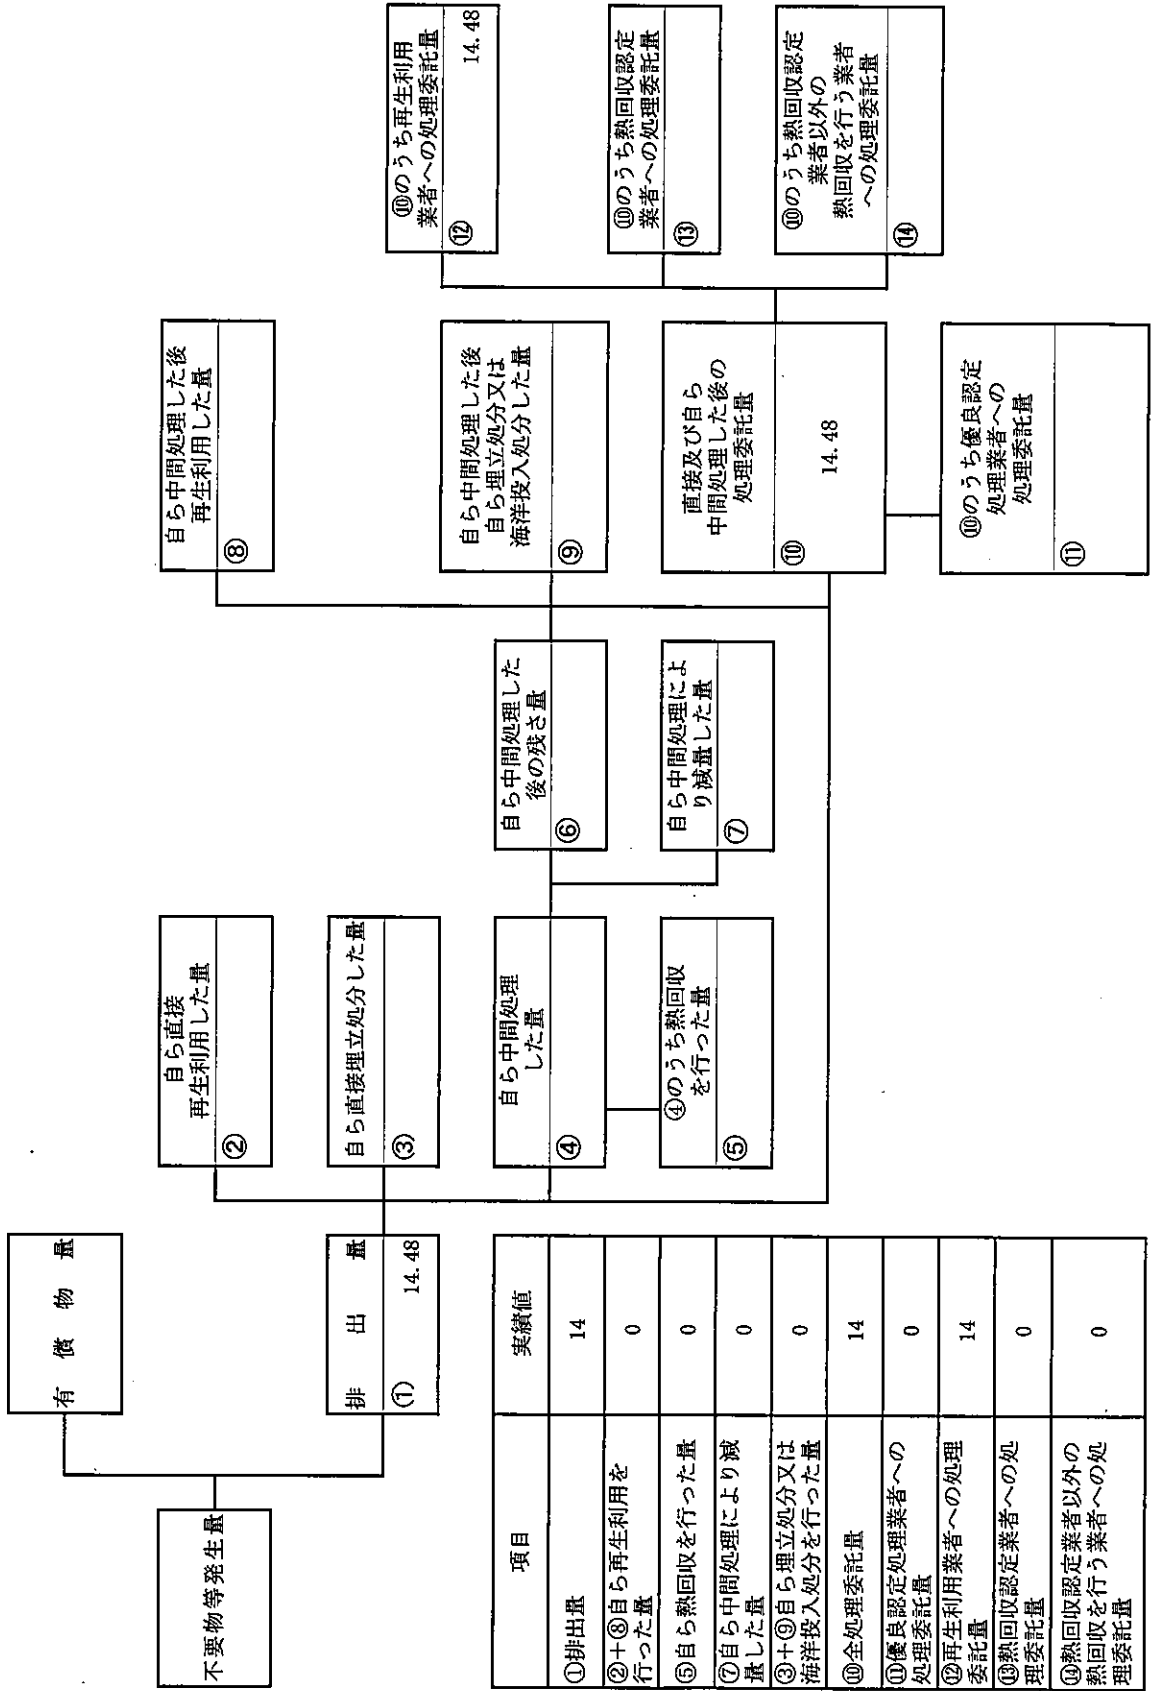 不要物等発生量
有償物量
排出量
① 14.48
自ら直接
再生利用した量
②
自ら直接埋立処分した量
③
自ら中間処理
した量
④
④のうち熱回収
を行った量
⑤
自ら中間処理した
後の残さ量
⑥
自ら中間処理によ
り減量した量
⑦
自ら中間処理した後
再生利用した量
⑧
自ら中間処理した後
自ら埋立処分又は
海洋投入処分した量
⑨
直接及び自ら
中間処理した後の
処理委託量
⑩ 14.48
⑩のうち優良認定
処理業者への
処理委託量
⑪
⑩のうち再生利用
業者への処理委託量
⑫ 14.48
⑩のうち熱回収認定
業者への処理委託量
⑬
⑩のうち熱回収認定
業者以外の
熱回収を行う業者
への処理委託量
⑭
項目 実績値
①排出量 14
②+⑧自ら再生利用を
行った量 0
⑤自ら熱回収を行った量 0
⑦自ら中間処理により減
量した量 0
③+⑨自ら埋立処分又は
海洋投入処分を行った量 0
⑩全処理委託量 14
⑪優良認定処理業者への
処理委託量 0
⑫再生利用業者への処理
委託量 14
⑬熱回収認定業者への処
理委託量 0
⑭熱回収認定業者以外の
熱回収を行う業者への処
理委託量 0